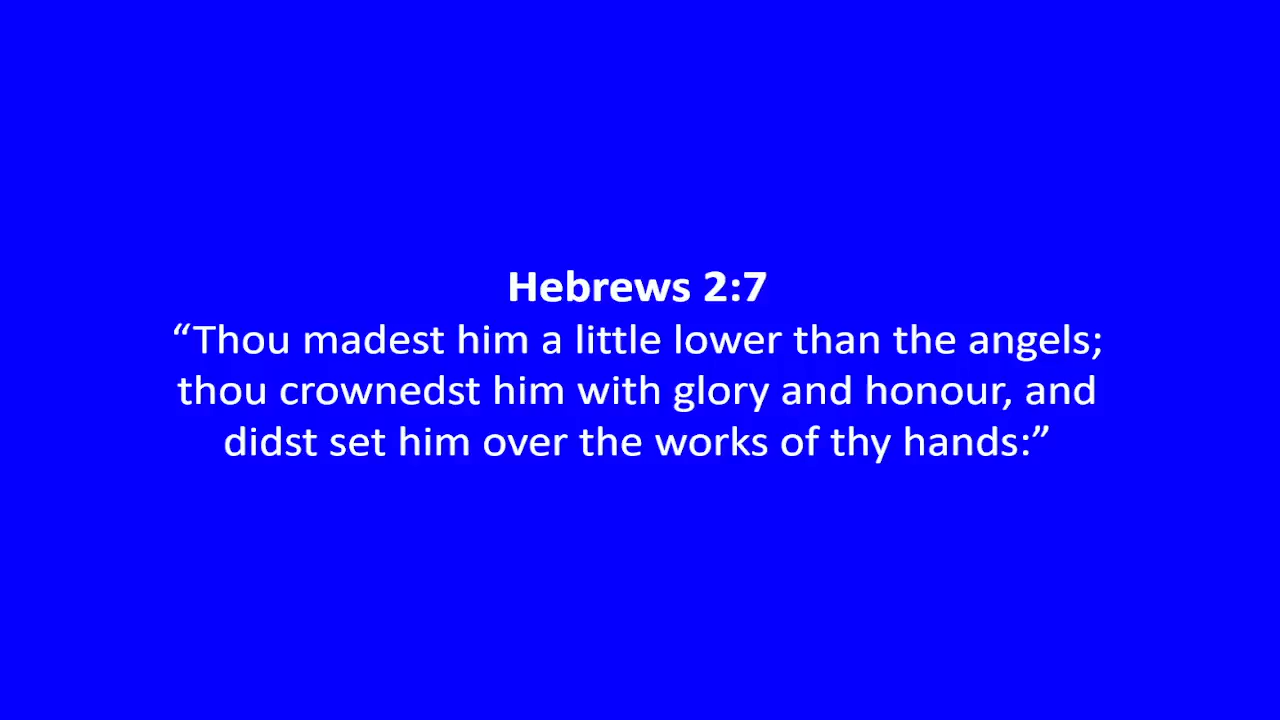 Hebrews 2:7
“Thou madest him a little lower than the angels;
thou crownedst him with glory and honour, and
didst set him over the works of thy hands:”